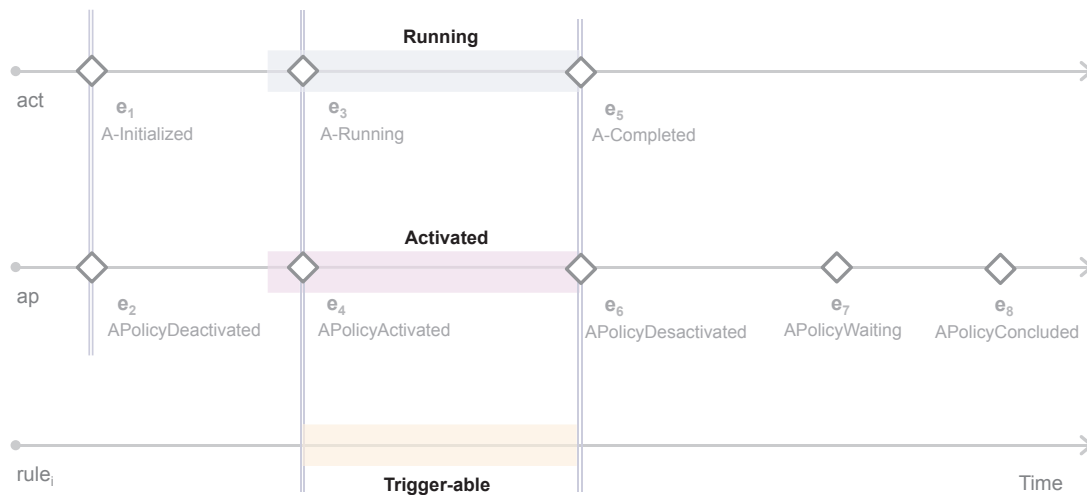 Running
act
e1
A-Initialized
e3
A-Running
e5
A-Completed
Activated
ap
e2
APolicyDeactivated
e4
APolicyActivated
e6
APolicyDesactivated
e7
APolicyWaiting
e8
APolicyConcluded
rulei
Trigger-able
Time